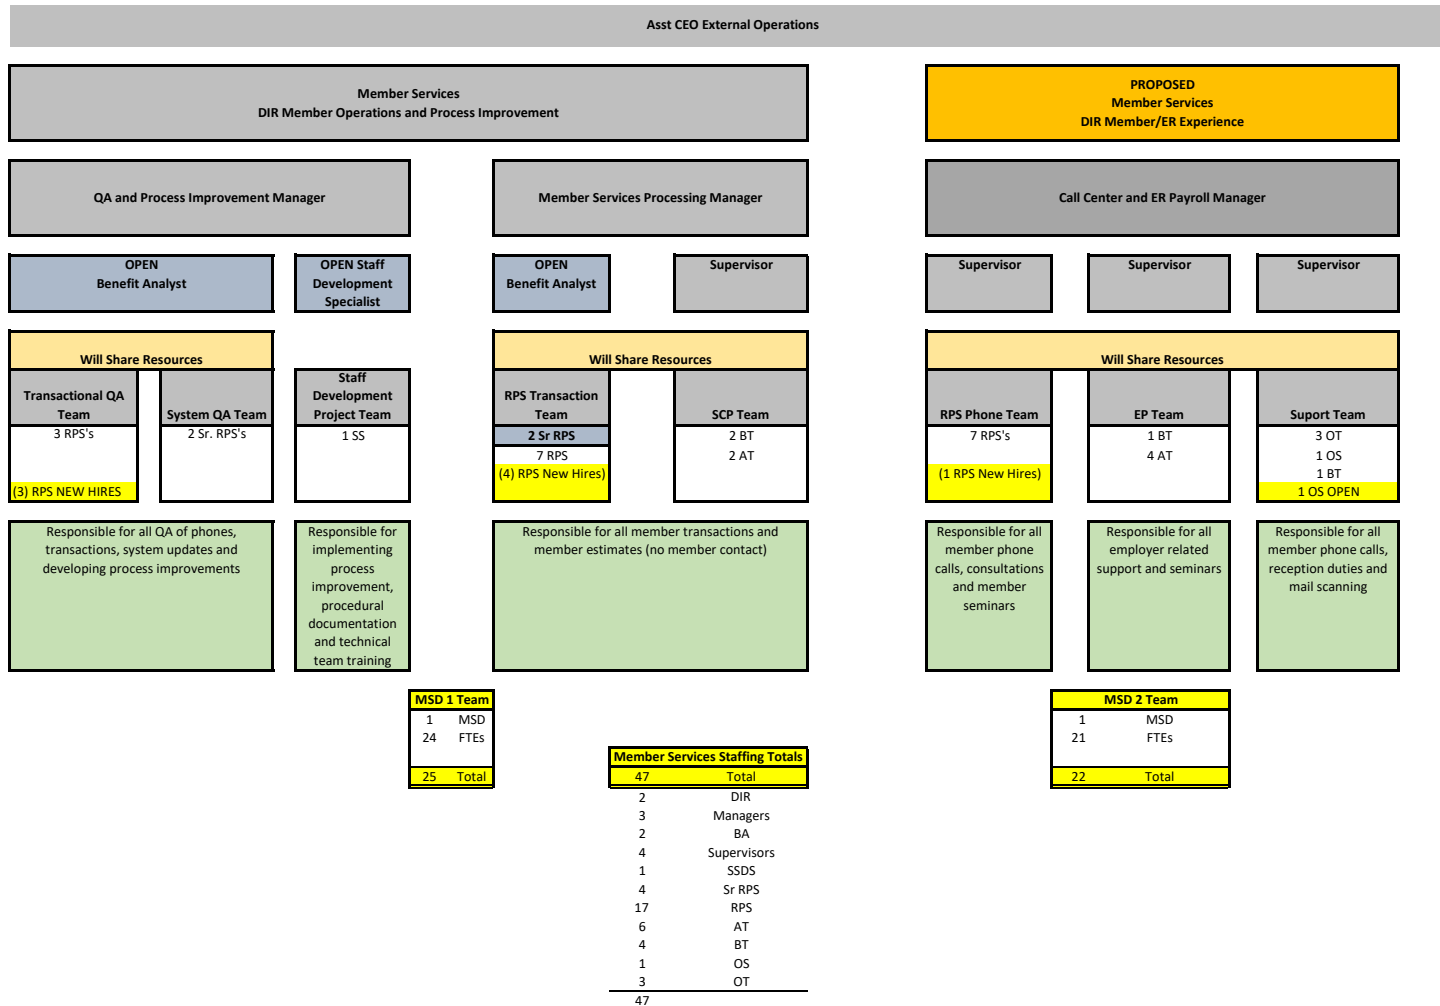 Asst CEO External Operations
Member Services
DIR Member Operations and Process Improvement
PROPOSED
Member Services
DIR Member/ER Experience
QA and Process Improvement Manager
Member Services Processing Manager
Call Center and ER Payroll Manager
OPEN
Benefit Analyst
OPEN Staff
Development
Specialist
OPEN
Benefit Analyst
Supervisor
Supervisor
Supervisor
Supervisor
Will Share Resources
Transactional QA
Team
System QA Team
3 RPS's
2 Sr. RPS's
(3) RPS NEW HIRES
Staff
Development
Project Team
1 SS
Will Share Resources
RPS Transaction
Team
SCP Team
2 Sr RPS
2 BT
7 RPS
2 AT
(4) RPS New Hires)
Will Share Resources
RPS Phone Team
EP Team
Suport Team
7 RPS's
1 BT
3 OT
4 AT
1 OS
(1 RPS New Hires)
1 BT
1 OS OPEN
Responsible for all QA of phones,
transactions, system updates and
developing process improvements
Responsible for
implementing
process
improvement,
procedural
documentation
and technical
team training
Responsible for all member transactions and
member estimates (no member contact)
Responsible for all
member phone
calls, consultations
and member
seminars
Responsible for all
employer related
support and seminars
Responsible for all
member phone calls,
reception duties and
mail scanning
MSD 1 Team
1 MSD
24 FTEs
25 Total
Member Services Staffing Totals
47 Total
2 DIR
3 Managers
2 BA
4 Supervisors
1 SSDS
4 Sr RPS
17 RPS
6 AT
4 BT
1 OS
3 OT
47
MSD 2 Team
1 MSD
21 FTEs
22 Total